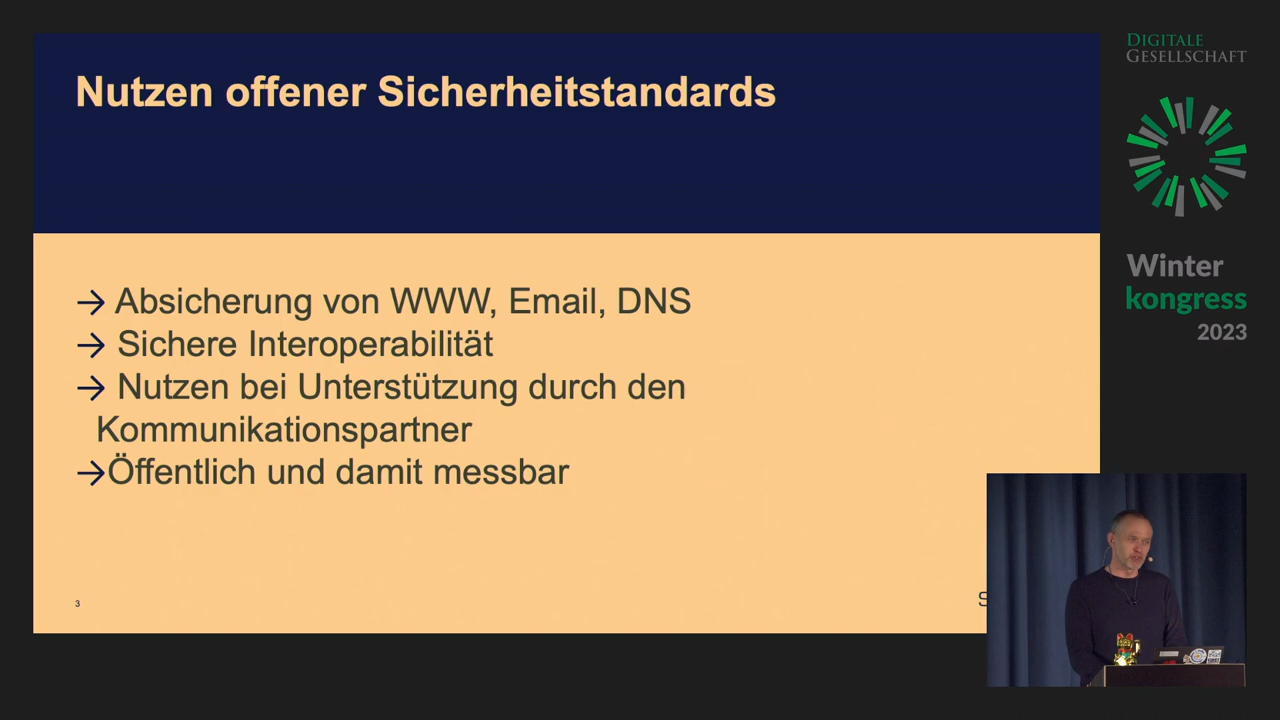 Nutzen offener Sicherheitstandards
→ Absicherung von WWW, Email, DNS
→ Sichere Interoperabilität
→ Nutzen bei Unterstützung durch den
Kommunikationspartner
→Öffentlich und damit messbar
3
DIGITALE
GESELLSCHAFT
Winter
kongress
2023